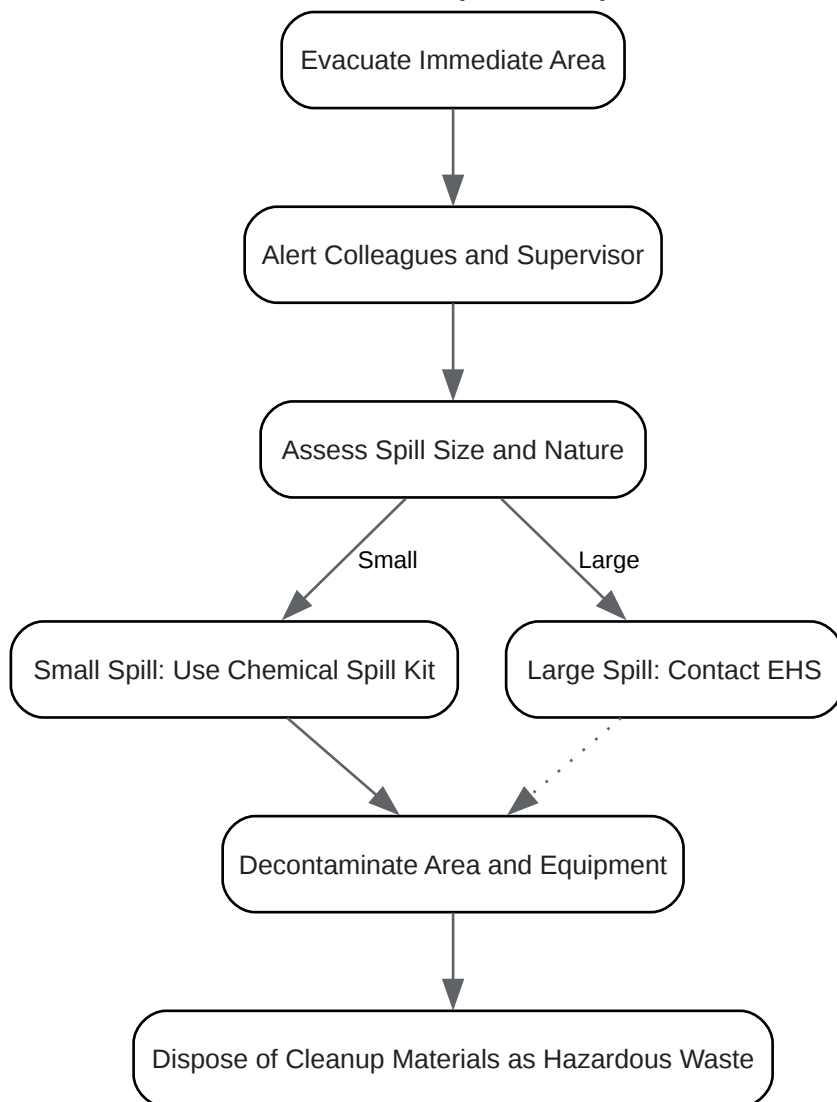 Evacuate Immediate Area
Alert Colleagues and Supervisor
Assess Spill Size and Nature
Small
Large
Small Spill: Use Chemical Spill Kit
Large Spill: Contact EHS
Decontaminate Area and Equipment
Dispose of Cleanup Materials as Hazardous Waste